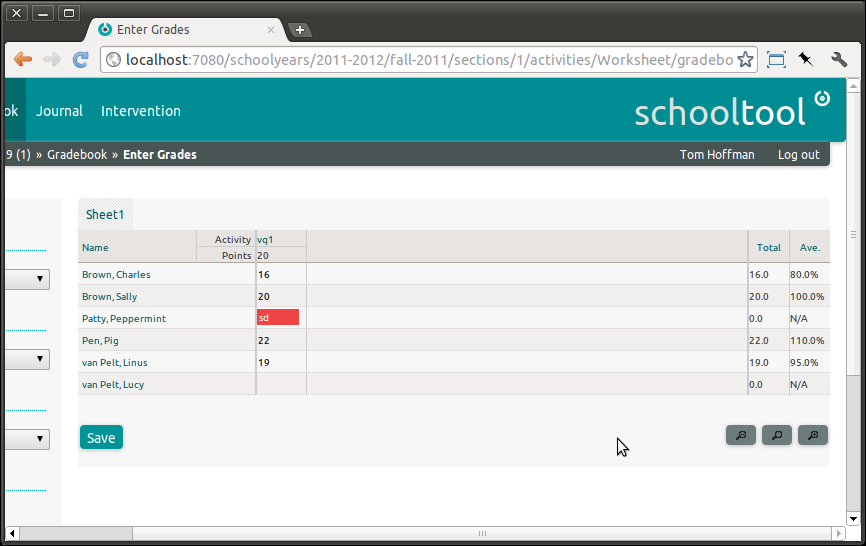 Enter Grades
localhost:7080/schoolyears/2011-2012/fall-2011/sections/1/activities/Worksheet/gradebo
ok Journal Intervention
schooltool
9 (1) » Gradebook » Enter Grades Tom Hoffman Log out
Sheet1
Name Activity vq1 Total Ave.
Points 20
Brown, Charles 16 16.0 80.0%
Brown, Sally 20 20.0 100.0%
Patty, Peppermint sd 0.0 N/A
Pen, Pig 22 22.0 110.0%
van Pelt, Linus 19 19.0 95.0%
van Pelt, Lucy 0.0 N/A
Save